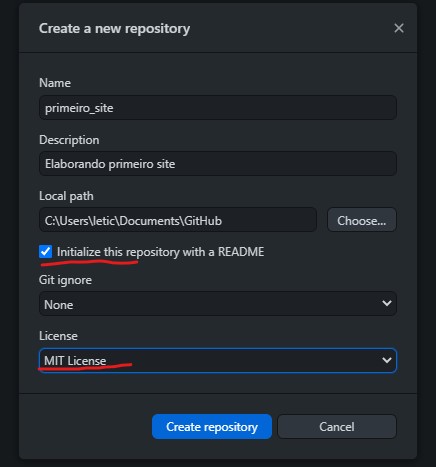 Create a new repository
Name
primeiro_site
Description
Elaborando primeiro site
Local path
C:\Users\letic\Documents\GitHub
Choose...
Initialize this repository with a README
Git ignore
None
License
MIT License
Create repository
Cancel